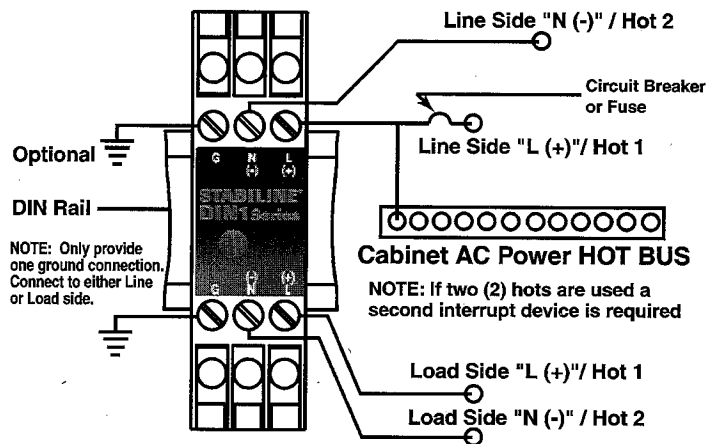 Line Side "N (-)" / Hot 2
Circuit Breaker
or Fuse
Line Side "L (+)"/ Hot 1
Optional
G N L
(-) (+)
STABILINE
DIN1 Series
DIN Rail
NOTE: Only provide
one ground connection.
Connect to either Line
or Load side.
Cabinet AC Power HOT BUS
NOTE: If two (2) hots are used a
second interrupt device is required
(-) (+)
G N L
Load Side "L (+)"/ Hot 1
Load Side "N (-)" / Hot 2